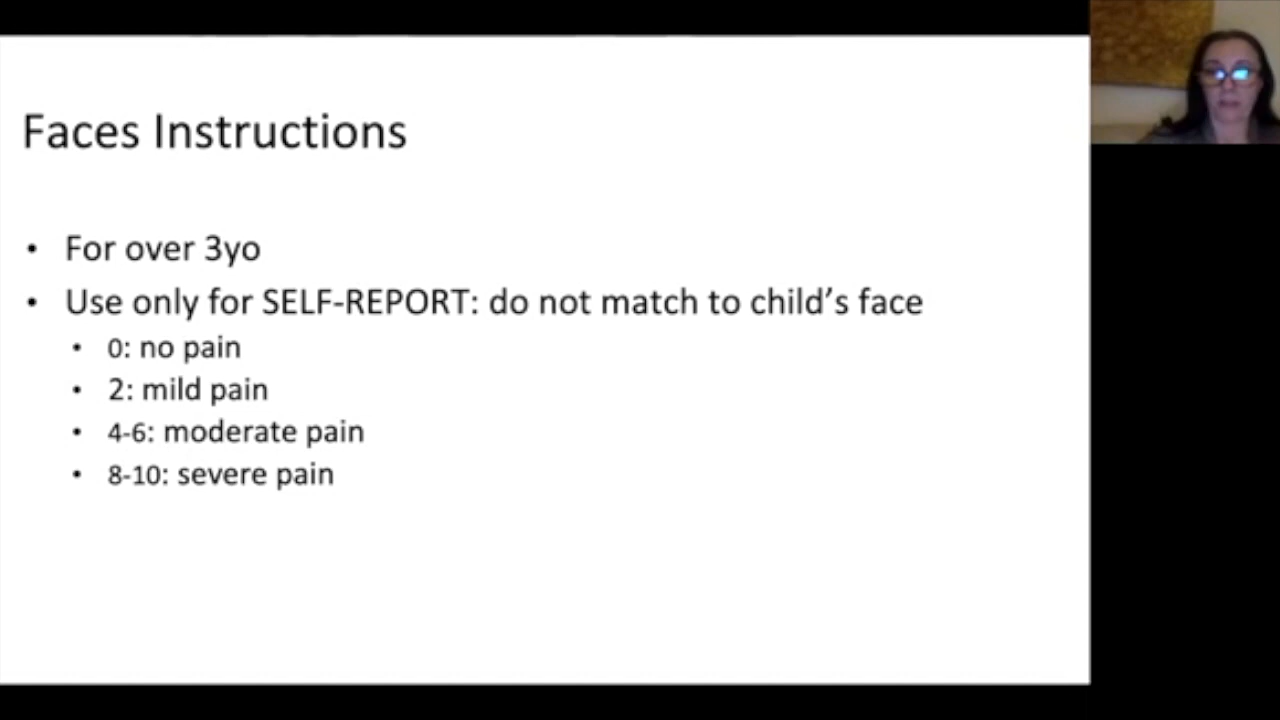 Faces Instructions
• For over 3yo
• Use only for SELF-REPORT: do not match to child’s face
• 0: no pain
• 2: mild pain
• 4-6: moderate pain
• 8-10: severe pain